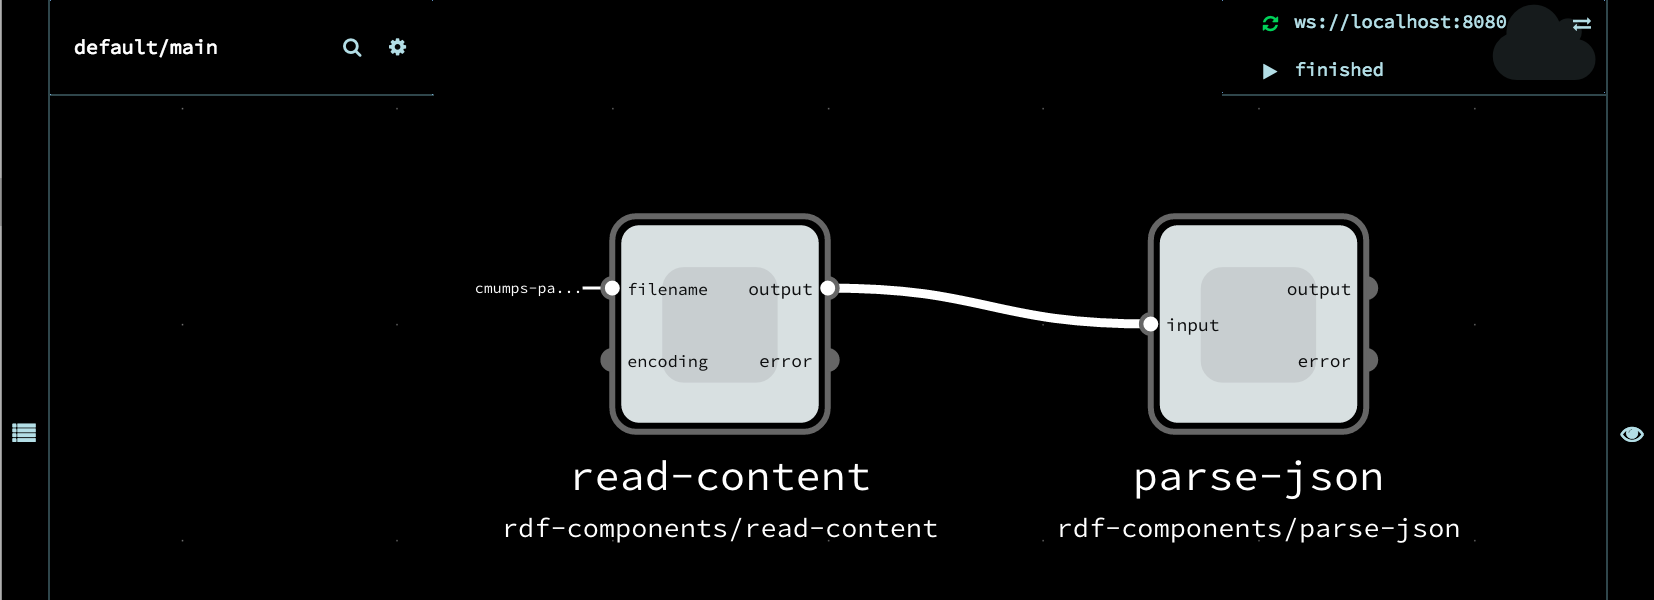 default/main
ws://localhost:8080
finished
cmumps-pa...
filename
output
encoding
error
input
output
error
read-content
rdf-components/read-content
parse-json
rdf-components/parse-json